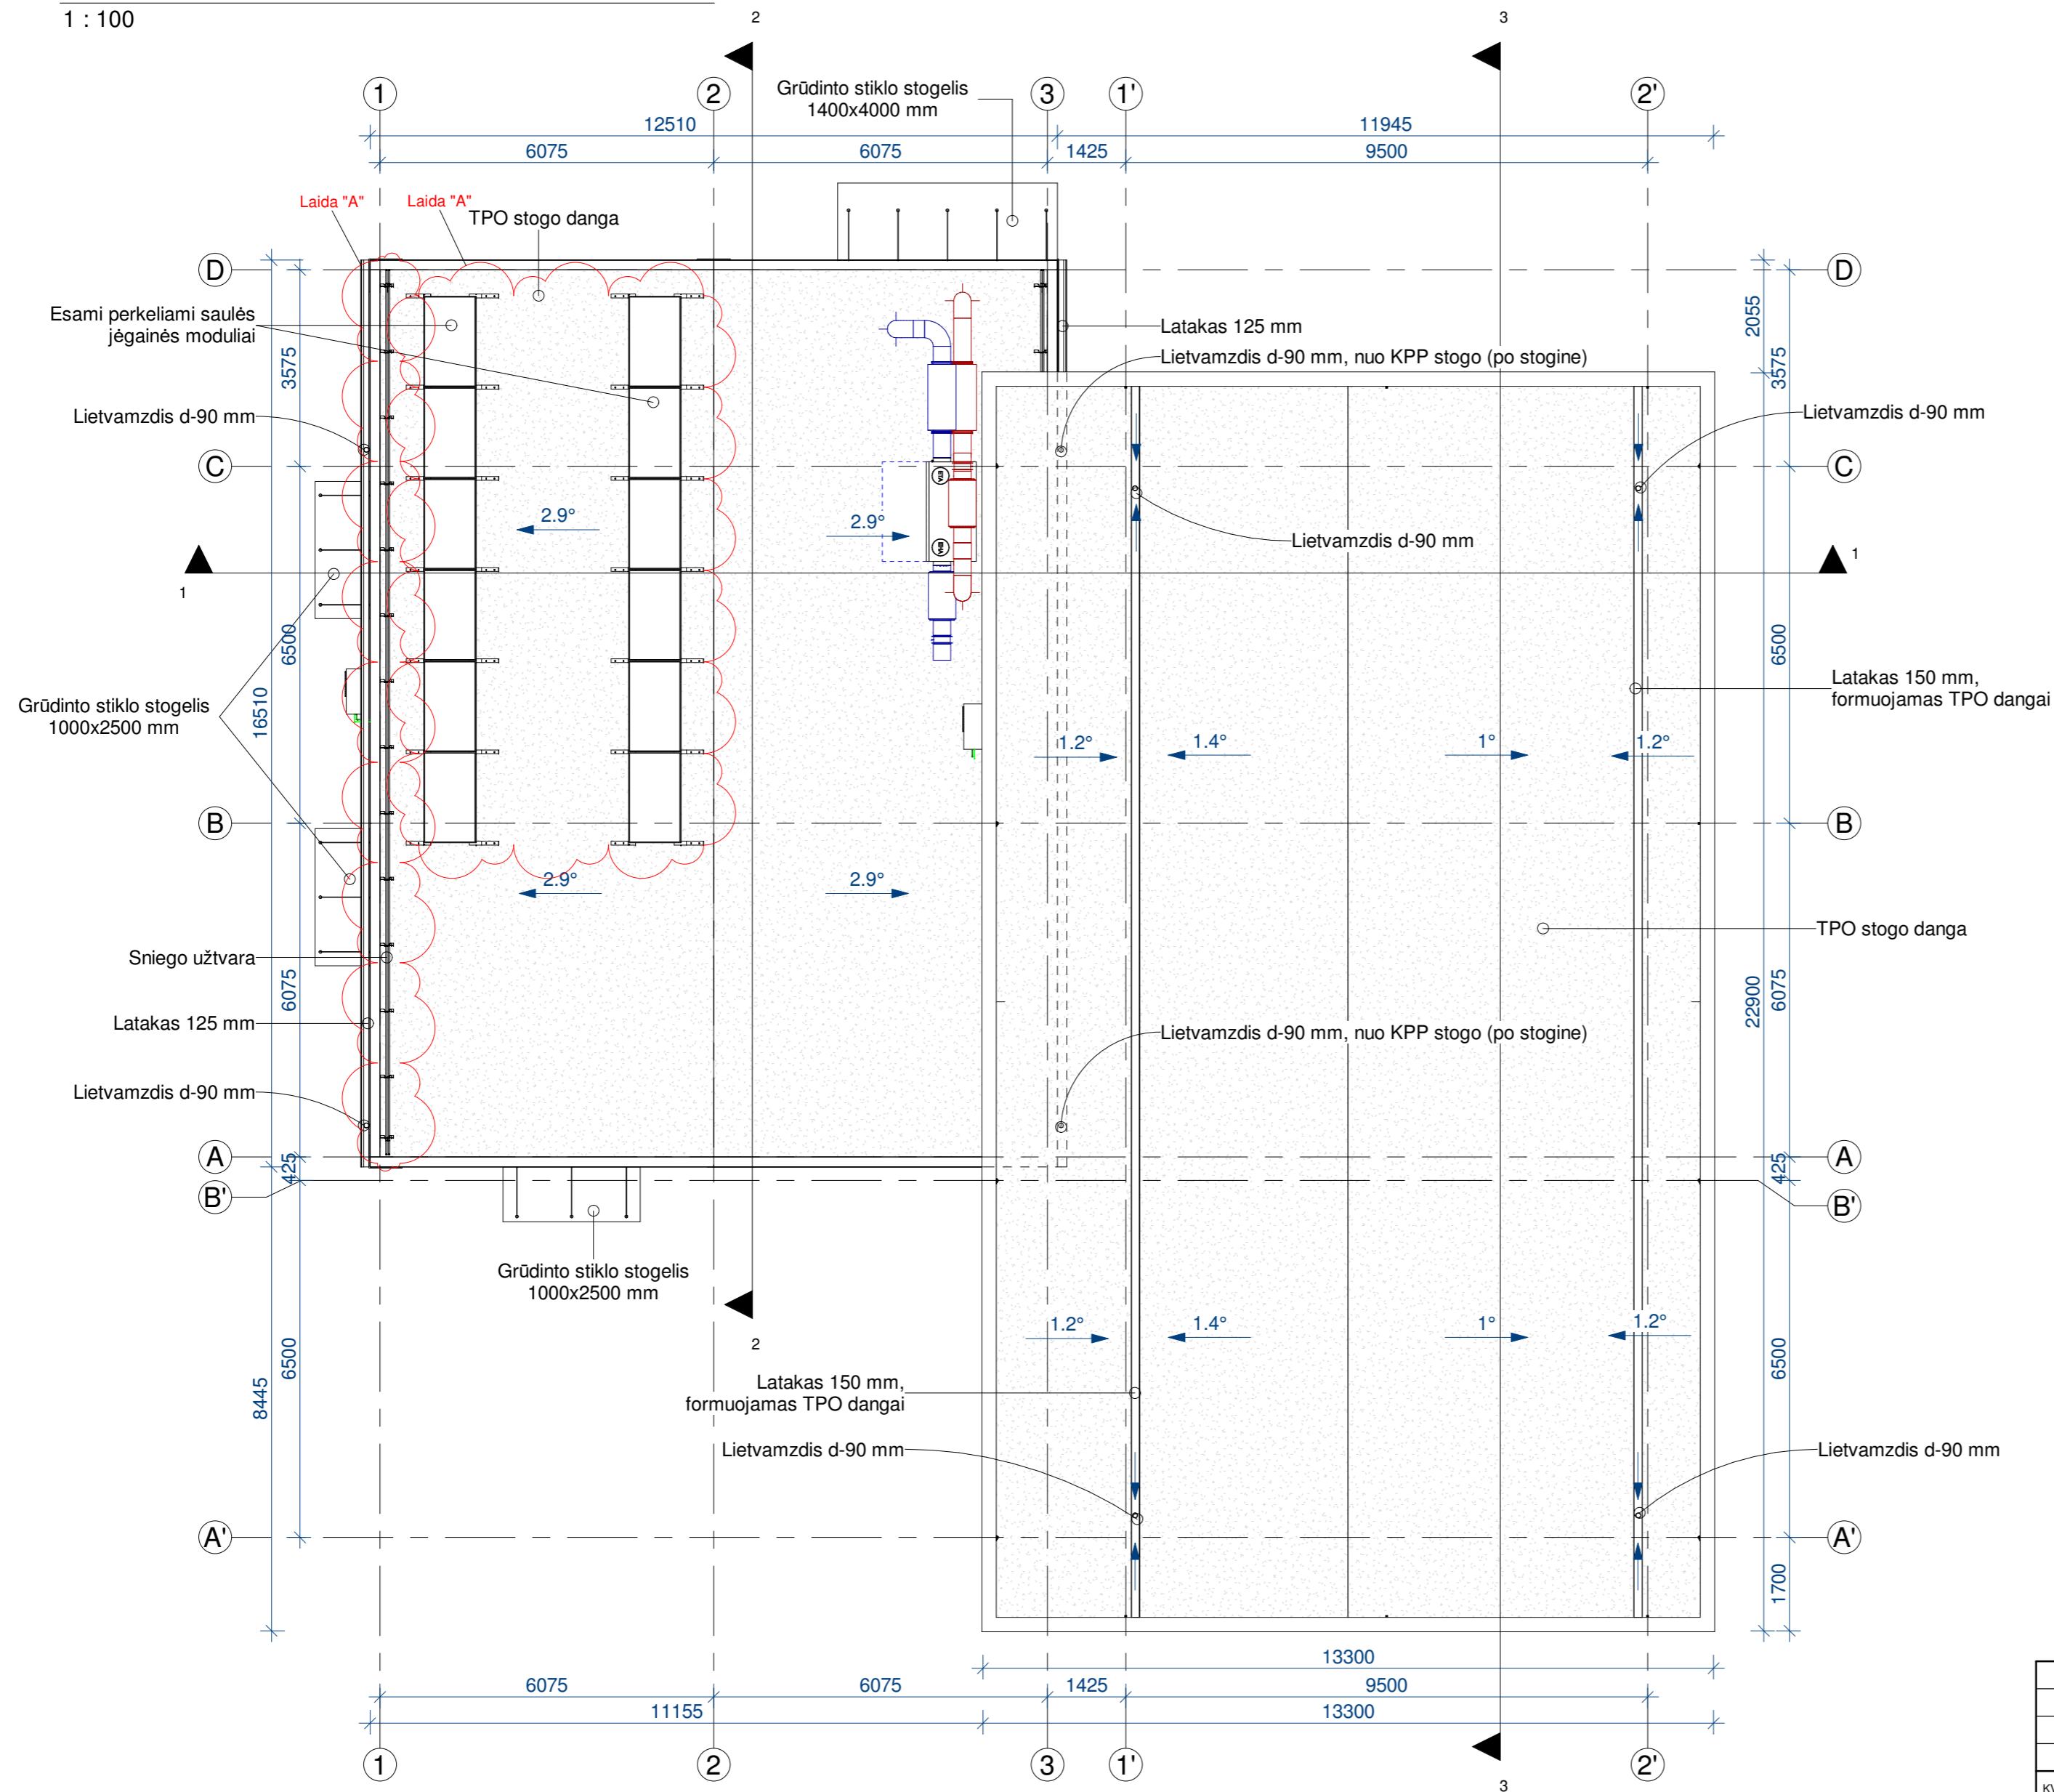 1 : 100
2
3
1
2
3
1'
2'
Grūdinto stiklo stogelis
1400x4000 mm
12510
11945
6075
6075
1425
9500
Laida "A"
Laida "A"
TPO stogo danga
D
D
Esami perkeliami saulės
jėgainės moduliai
Latakas 125 mm
Lietvamzdis d-90 mm, nuo KPP stogo (po stogine)
2055
3575
3575
Lietvamzdis d-90 mm
Lietvamzdis d-90 mm
C
C
ETA
EHA
2.9°
2.9°
Lietvamzdis d-90 mm
1
1
6500
6500
Grūdinto stiklo stogelis
1000x2500 mm
16510
Latakas 150 mm,
formuojamas TPO dangai
1.2°
1.4°
1°
1.2°
B
B
2.9°
2.9°
TPO stogo danga
Sniego užtvara
6075
22900
6075
Latakas 125 mm
Lietvamzdis d-90 mm, nuo KPP stogo (po stogine)
Lietvamzdis d-90 mm
A
A
425
425
B'
B'
Grūdinto stiklo stogelis
1000x2500 mm
1.2°
1.4°
1°
1.2°
2
6500
6500
8445
Latakas 150 mm,
formuojamas TPO dangai
Lietvamzdis d-90 mm
Lietvamzdis d-90 mm
A'
A'
1700
13300
6075
6075
1425
9500
11155
13300
1
2
3
1'
2'
3